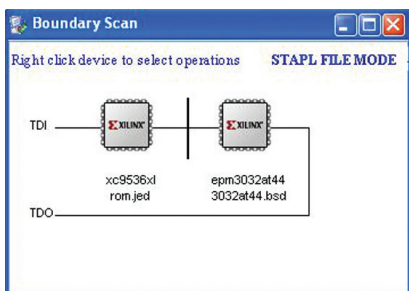 Boundary Scan
Right click device to select operations STAPL FILE MODE
TDI
XILINX XILINX
xc9536xl epm3032at44
rom.jed 3032at44.bsd
TDO